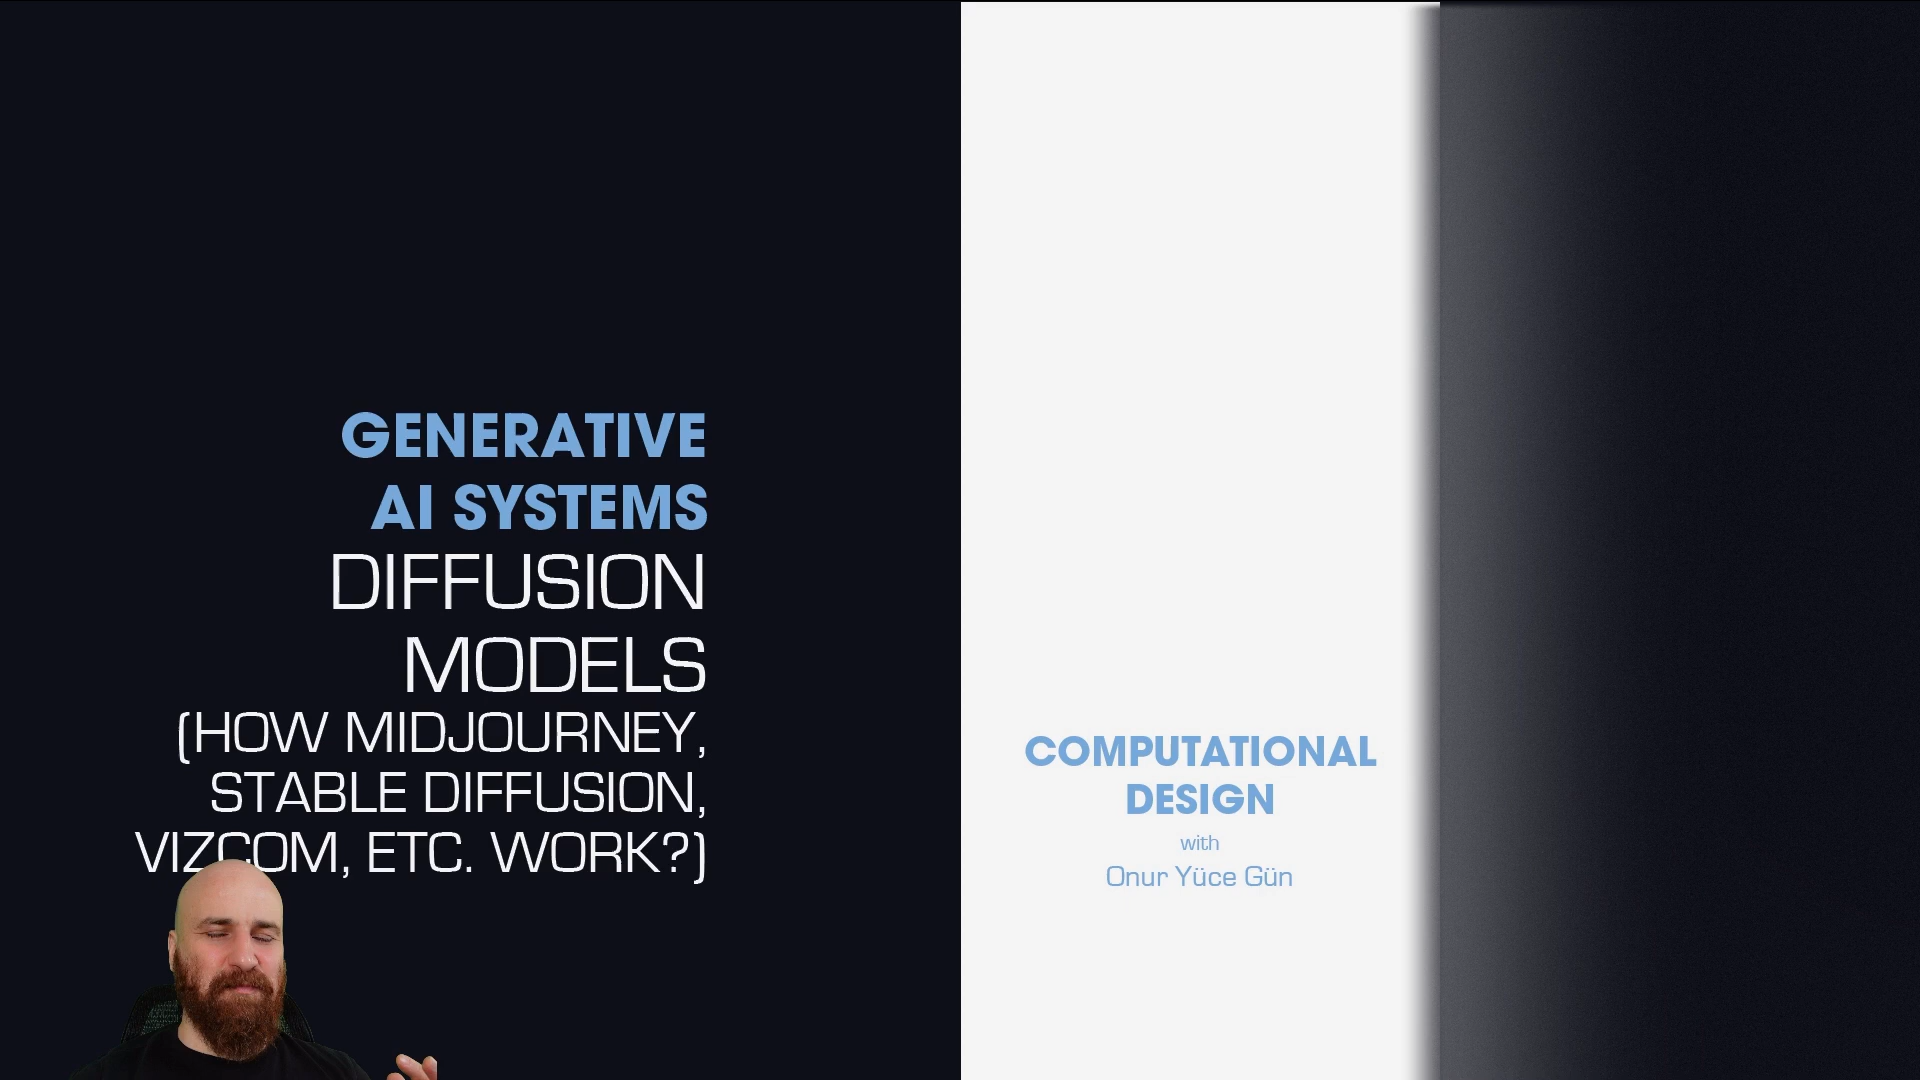 GENERATIVE
AI SYSTEMS
DIFFUSION
MODELS
(HOW MIDJOURNEY,
STABLE DIFFUSION,
VIZCOM, ETC. WORK?)
COMPUTATIONAL
DESIGN
with
Onur Yüce Gün